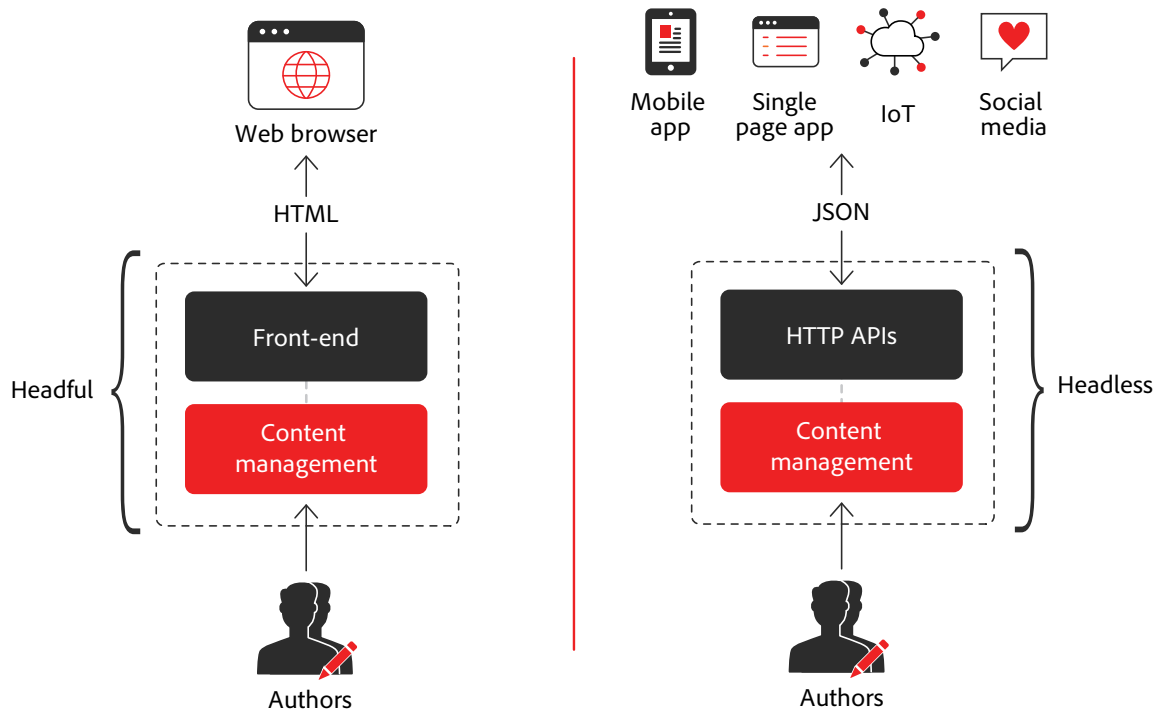 Web browser
HTML
Headful
Front-end
Content
management
Authors
Mobile
app
Single
page app
IoT
Social
media
JSON
HTTP APIs
Headless
Content
management
Authors